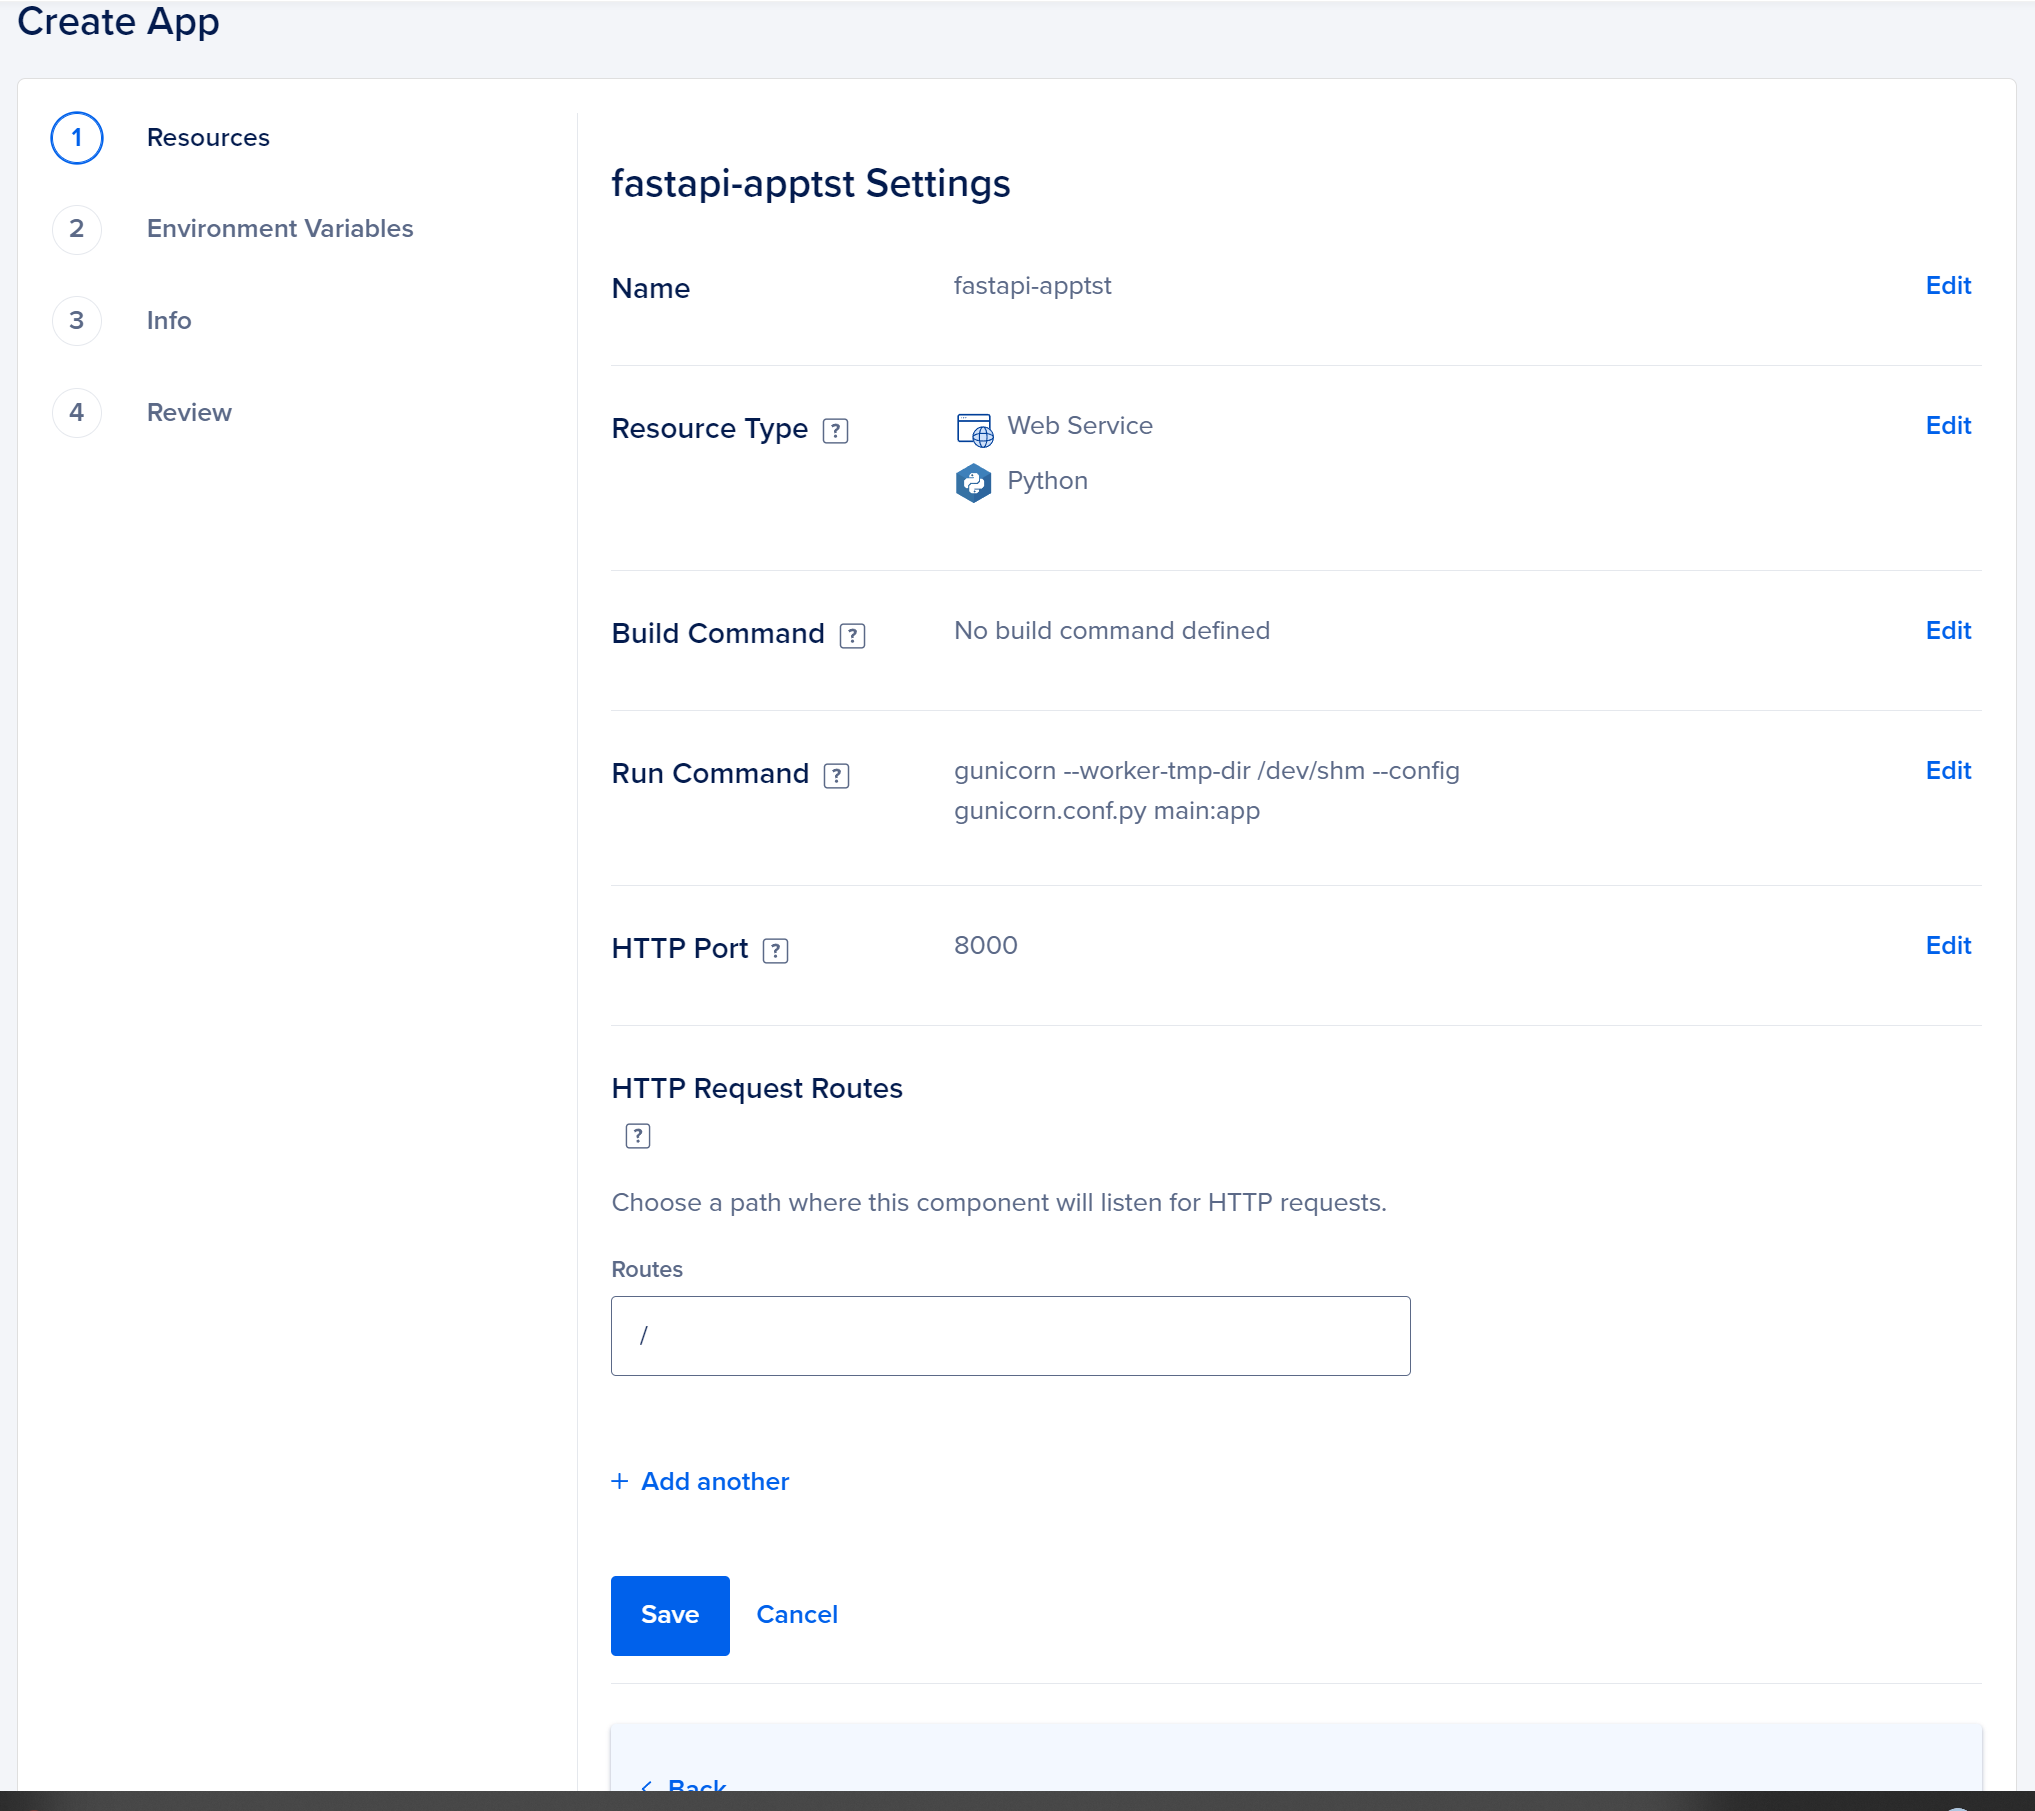 Create App
1 Resources
2 Environment Variables
3 Info
4 Review
fastapi-apptst Settings
Name fastapi-apptst Edit
Resource Type ? Web Service Edit
Python
Build Command ? No build command defined Edit
Run Command ? gunicorn --worker-tmp-dir /dev/shm --config Edit
gunicorn.conf.py main:app
HTTP Port ? 8000 Edit
HTTP Request Routes
?
Choose a path where this component will listen for HTTP requests.
Routes
/
+ Add another
Save Cancel
< Back